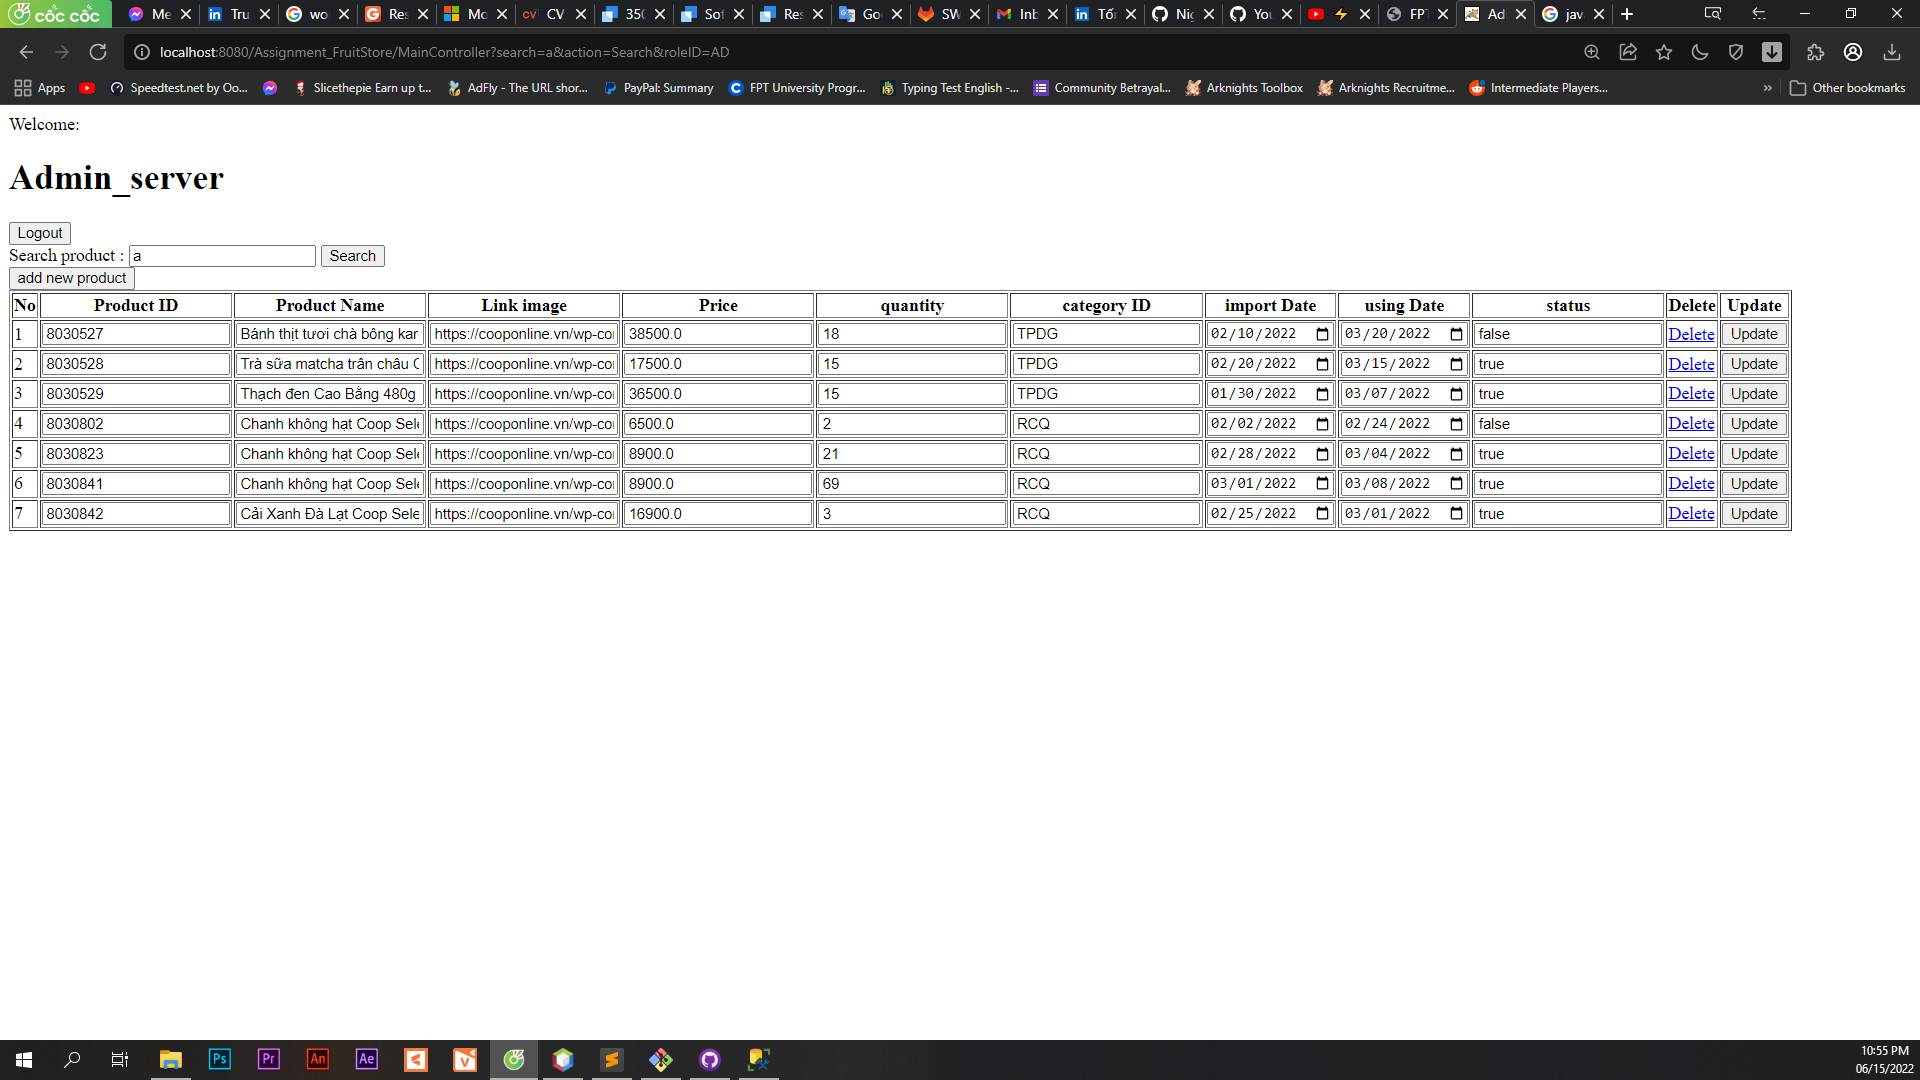 cốc cốc Me Tru wo Res Mo CV 350 Sof Res Go SW Inb Tố Nig You FP Ad jav
localhost:8080/Assignment_FruitStore/MainController?search=a&action=Search&roleID=AD
Apps Speedtest.net by Oo... Slicethepie Earn up t... AdFly - The URL shor... PayPal: Summary FPT University Progr... Typing Test English -... Community Betrayal... Arknights Toolbox Arknights Recruitme... Intermediate Players... » Other bookmarks
Welcome:
Admin_server
Logout
Search product : a Search
add new product
No Product ID Product Name Link image Price quantity category ID import Date using Date status Delete Update
1 8030527 Bánh thịt tươi chà bông kar https://cooponline.vn/wp-co 38500.0 18 TPDG 02/10/2022 03/20/2022 false Delete Update
2 8030528 Trà sữa matcha trân châu C https://cooponline.vn/wp-co 17500.0 15 TPDG 02/20/2022 03/15/2022 true Delete Update
3 8030529 Thạch đen Cao Bằng 480g https://cooponline.vn/wp-co 36500.0 15 TPDG 01/30/2022 03/07/2022 true Delete Update
4 8030802 Chanh không hạt Coop Sele https://cooponline.vn/wp-co 6500.0 2 RCQ 02/02/2022 02/24/2022 false Delete Update
5 8030823 Chanh không hạt Coop Sele https://cooponline.vn/wp-co 8900.0 21 RCQ 02/28/2022 03/04/2022 true Delete Update
6 8030841 Chanh không hạt Coop Sele https://cooponline.vn/wp-co 8900.0 69 RCQ 03/01/2022 03/08/2022 true Delete Update
7 8030842 Cải Xanh Đà Lạt Coop Sele https://cooponline.vn/wp-co 16900.0 3 RCQ 02/25/2022 03/01/2022 true Delete Update
Ps Pr An Ae
10:55 PM
06/15/2022